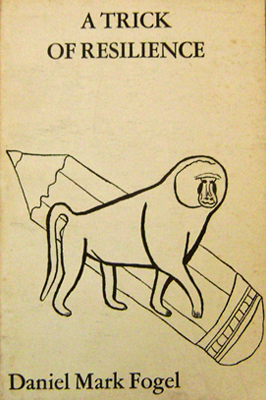 A TRICK
OF RESILIENCE
Daniel Mark Fogel